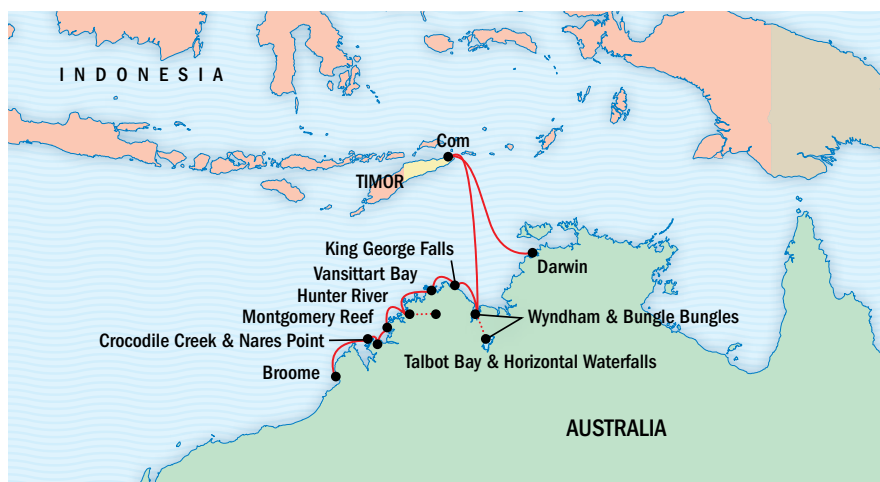 INDONESIA
Com
TIMOR
King George Falls
Darwin
Vansittart Bay
Hunter River
Montgomery Reef
Wyndham & Bungle Bungles
Crocodile Creek & Nares Point
Talbot Bay & Horizontal Waterfalls
Broome
AUSTRALIA